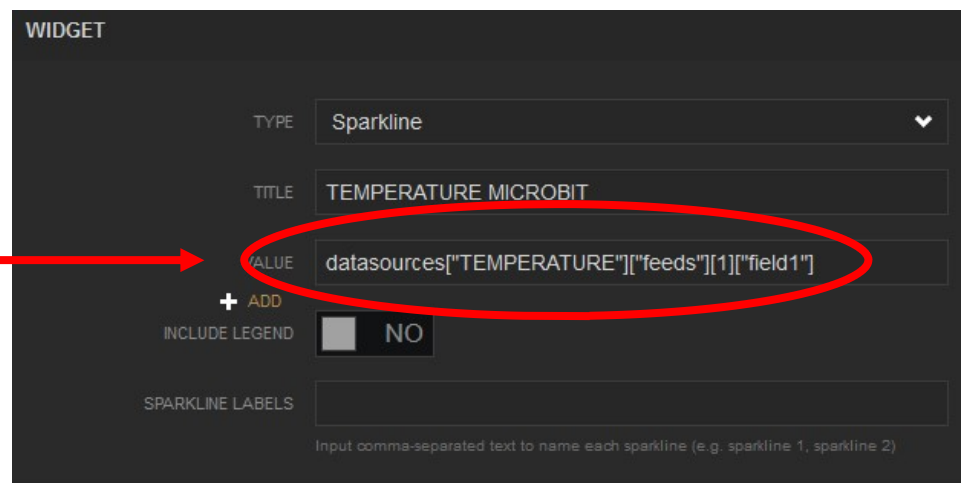 WIDGET
TYPE Sparkline
TITLE TEMPERATURE MICROBIT
VALUE datasources["TEMPERATURE"]["feeds"][1]["field1"]
+ ADD
INCLUDE LEGEND NO
SPARKLINE LABELS
Input comma-separated text to name each sparkline (e.g. sparkline 1, sparkline 2)